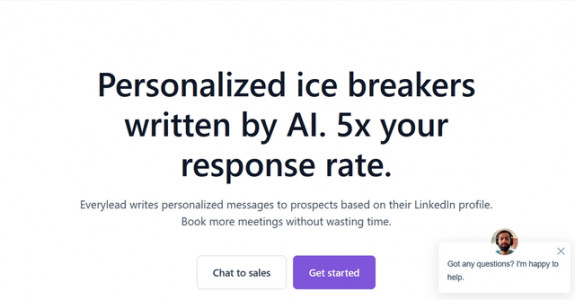 Personalized ice breakers
written by AI. 5x your
response rate.
Everylead writes personalized messages to prospects based on their LinkedIn profile.
Book more meetings without wasting time.
Chat to sales
Get started
Got any questions? I'm happy to
help.